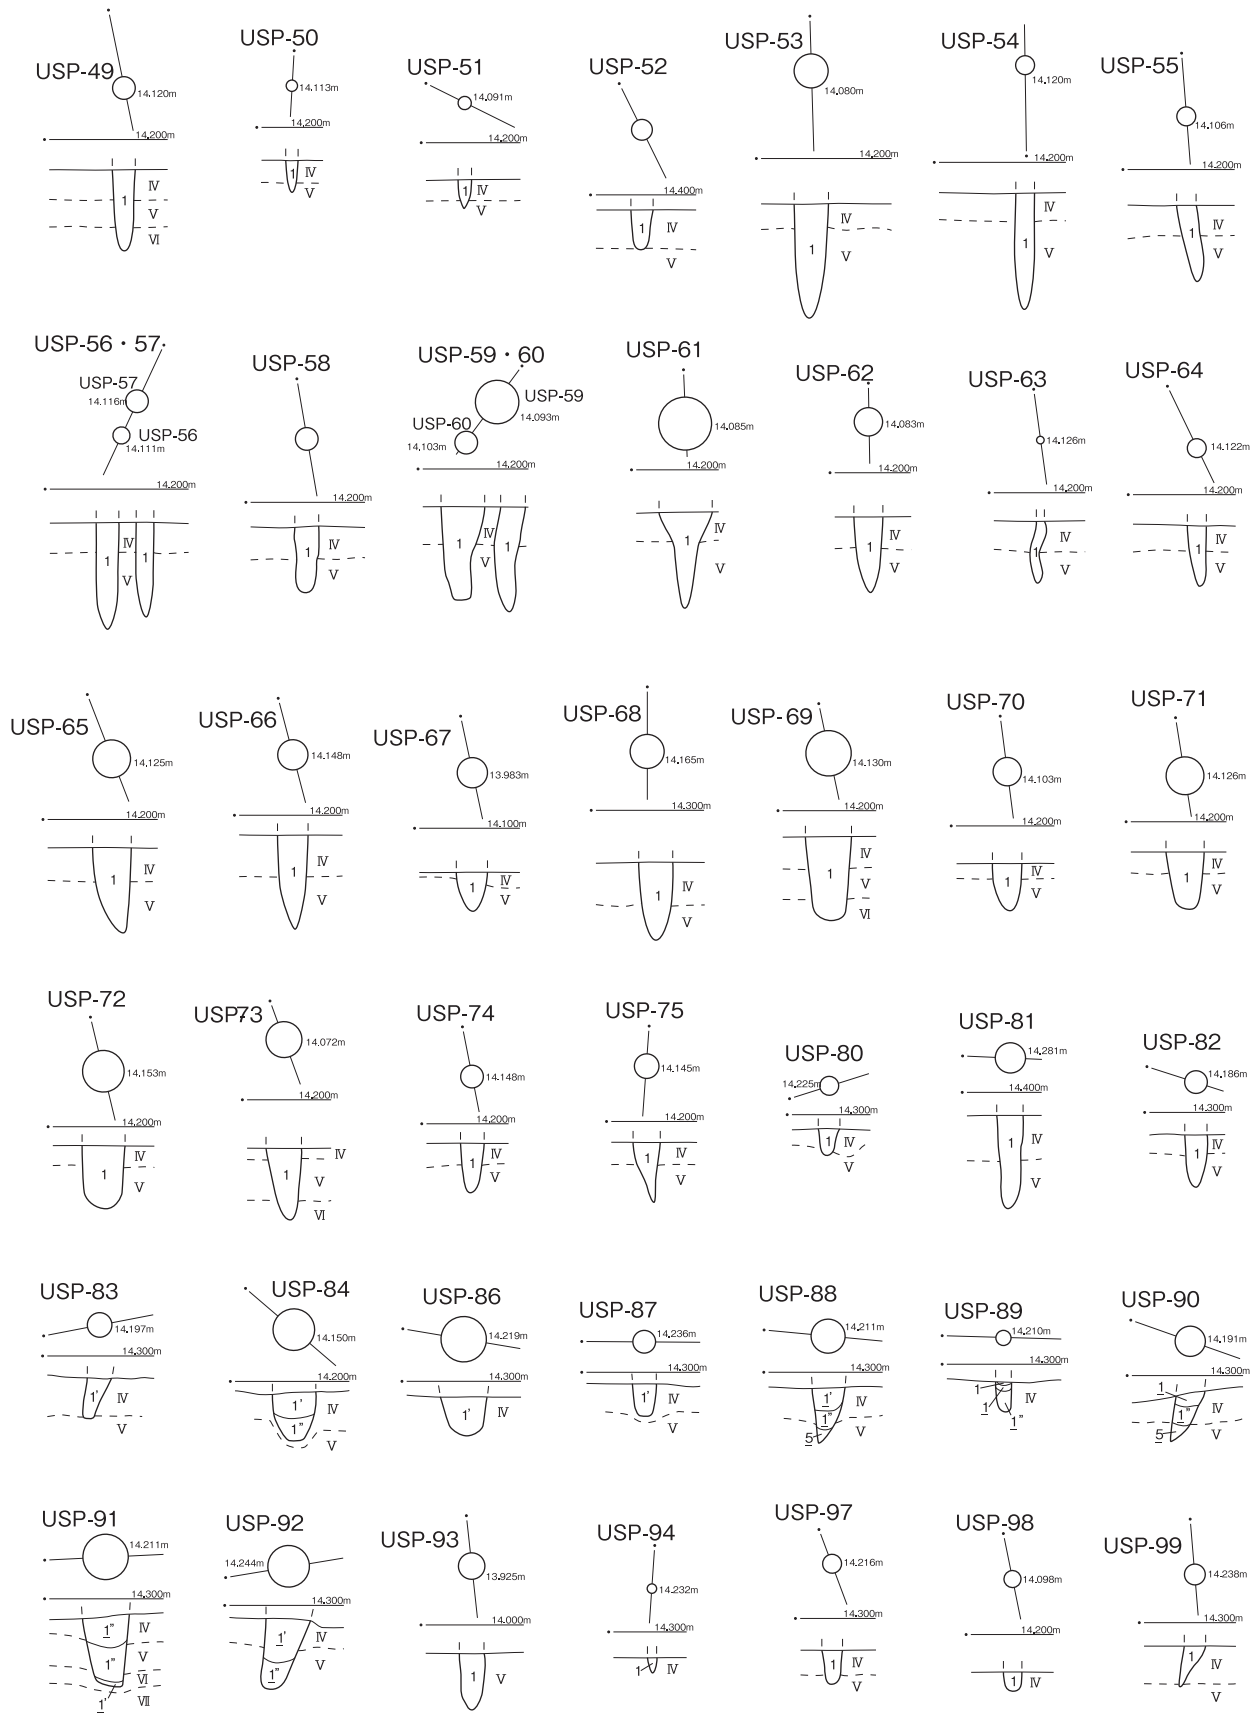 USP-49
14.120m
14.200m
1
IV
V
VI
USP-50
14.113m
14.200m
1
IV
V
USP-51
14.091m
14.200m
1
IV
V
USP-52
14.400m
1
IV
V
USP-53
14.080m
14.200m
1
IV
V
USP-54
14.120m
14.200m
1
IV
V
USP-55
14.106m
14.200m
1
IV
V
USP-56・57
USP-57
14.116m
USP-56
14.111m
14.200m
1
IV
V
1
USP-58
14.200m
1
IV
V
USP-59・60
USP-59
14.093m
USP-60
14,103m
14.200m
1
IV
V
1
USP-61
14.085m
14.200m
1
IV
V
USP-62
14.083m
14.200m
1
IV
V
USP-63
14.126m
14.200m
1
IV
V
USP-64
14.122m
14.200m
1
IV
V
USP-65
14.125m
14.200m
1
IV
V
USP-66
14.148m
14.200m
1
IV
V
USP-67
13.983m
14.100m
1
IV
V
USP-68
14.165m
14.300m
1
IV
V
USP-69
14.130m
14.200m
1
IV
V
VI
USP-70
14.103m
14.200m
1
IV
V
USP-71
14.126m
14.200m
1
IV
V
USP-72
14.153m
14.200m
1
IV
V
USP-73
14.072m
14.200m
1
IV
V
VI
USP-74
14.148m
14.200m
1
IV
V
USP-75
14.145m
14.200m
1
IV
V
USP-80
14.225m
14.300m
1
IV
V
USP-81
14.281m
14.400m
1
IV
V
USP-82
14.186m
14.300m
1
IV
V
USP-83
14.197m
14.300m
1'
IV
V
USP-84
14.150m
14.200m
1'
1"
IV
V
USP-86
14.219m
14.300m
1'
IV
USP-87
14.236m
14.300m
1'
IV
V
USP-88
14.211m
14.300m
1'
1"
5
IV
V
USP-89
14.210m
14.300m
1
1
1"
IV
USP-90
14.191m
14.300m
1
1"
5
IV
V
USP-91
14.211m
14.300m
1"
1"
1'
IV
V
VI
VII
USP-92
14.244m
14.300m
1'
1"
IV
V
USP-93
13.925m
14.000m
1
V
USP-94
14.232m
14.300m
1
IV
USP-97
14.216m
14.300m
1
IV
V
USP-98
14.098m
14.200m
1
IV
USP-99
14.238m
14.300m
1
IV
V